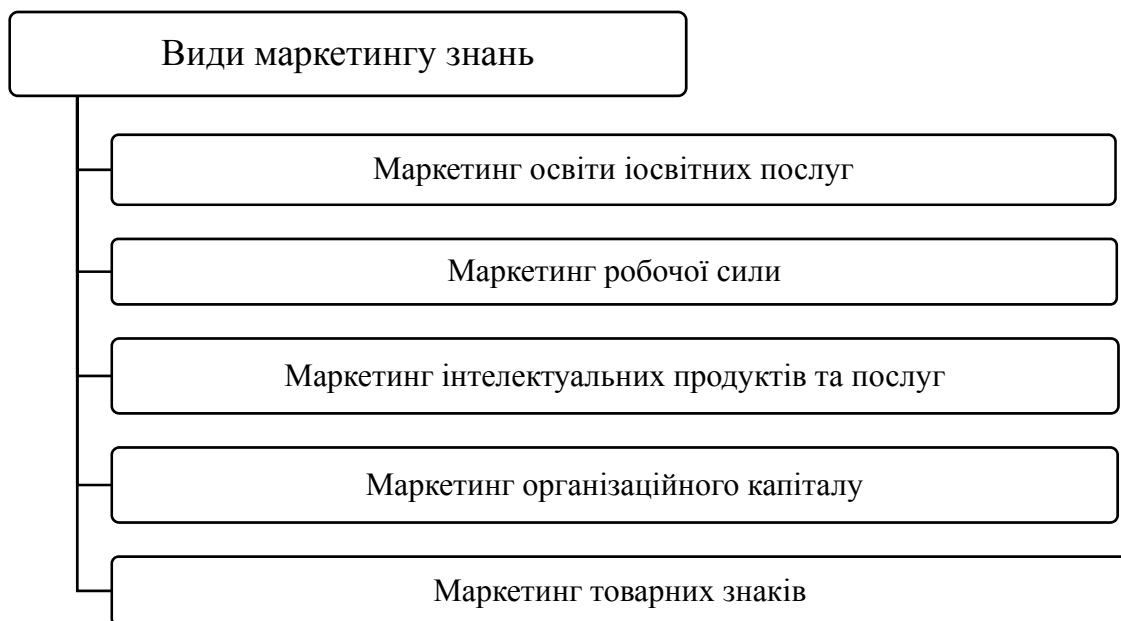 Види маркетингу знань
Маркетинг освіти іосвітних послуг
Маркетинг робочої сили
Маркетинг інтелектуальних продуктів та послуг
Маркетинг організаційного капіталу
Маркетинг товарних знаків